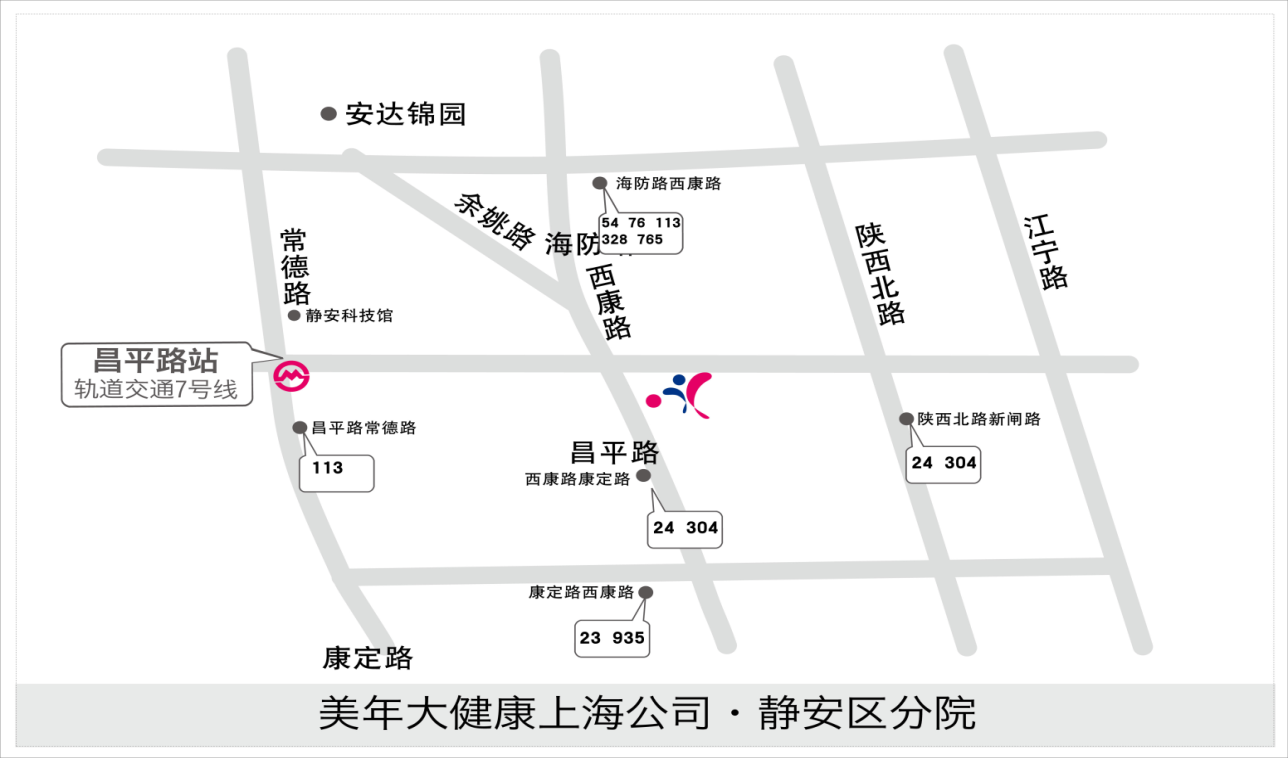 安达锦园
海防路西康路
54 76 113
328 765
余姚路
海防
西康路
常德路
陕西北路
江宁路
静安科技馆
昌平路站
轨道交通7号线
昌平路常德路
113
陕西北路新闸路
24 304
昌平路
西康路康定路
24 304
康定路西康路
23 935
康定路
美年大健康上海公司·静安区分院